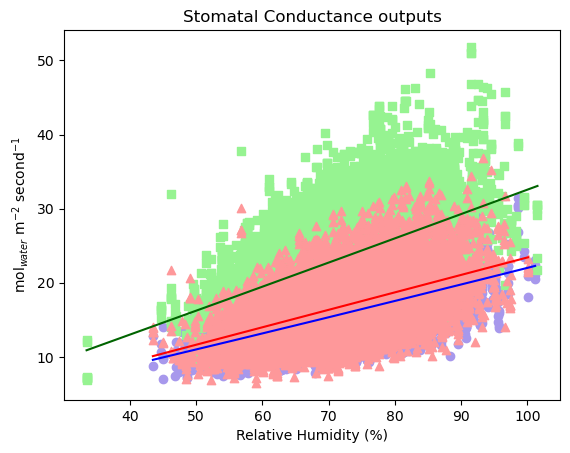 Stomatal Conductance outputs
50
40
30
20
10
mol$_{water}$ m$^{-2}$ second$^{-1}$
40 50 60 70 80 90 100
Relative Humidity (%)